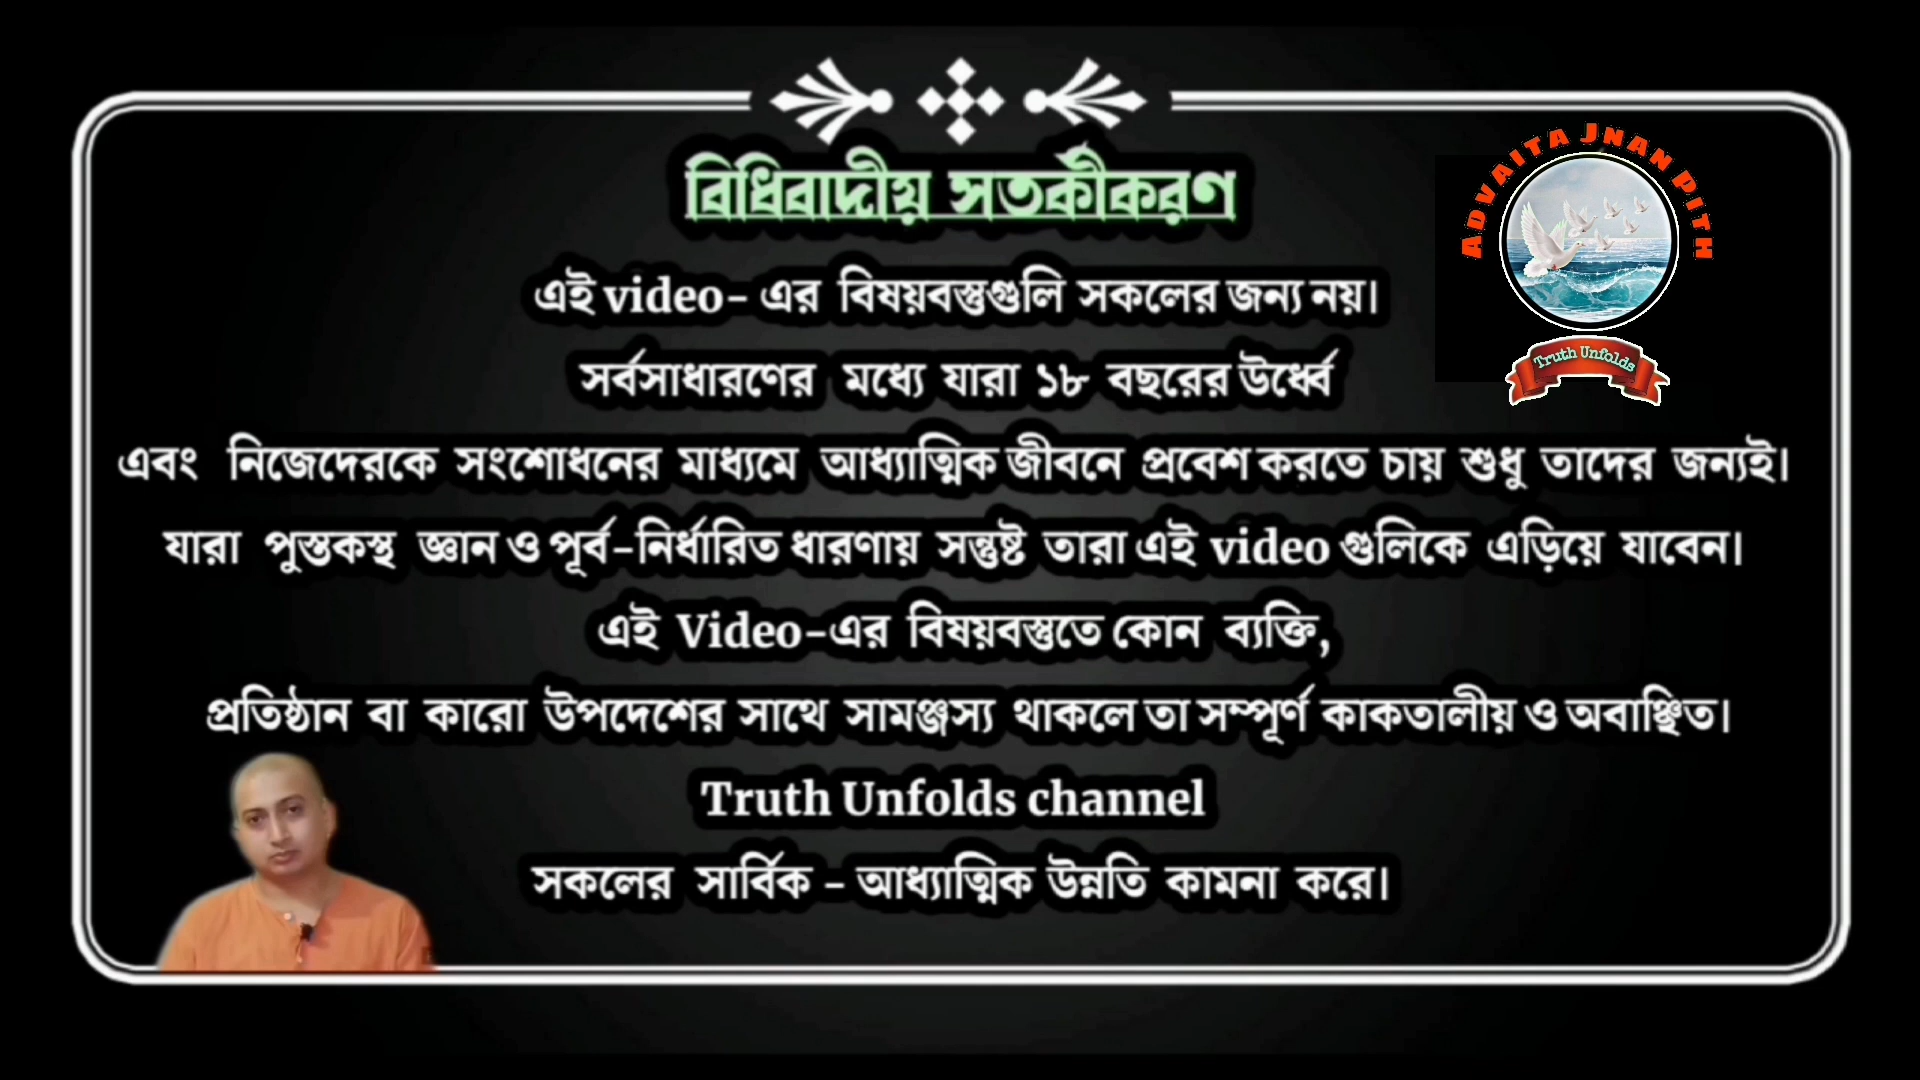 বিধিবাদীয় সতর্কীকরণ
ADVAITA JNAN PITH
Truth Unfolds
এই video- এর বিষয়বস্তুগুলি সকলের জন্য নয়।
সর্বসাধারণের মধ্যে যারা ১৮ বছরের উর্ধ্বে
এবং নিজেদেরকে সংশোধনের মাধ্যমে আধ্যাত্মিক জীবনে প্রবেশ করতে চায় শুধু তাদের জন্যই।
যারা পুস্তকস্থ জ্ঞান ও পূর্ব-নির্ধারিত ধারণায় সন্তুষ্ট তারা এই video গুলিকে এড়িয়ে যাবেন।
এই Video-এর বিষয়বস্তুতে কোন ব্যক্তি,
প্রতিষ্ঠান বা কারো উপদেশের সাথে সামঞ্জস্য থাকলে তা সম্পূর্ণ কাকতালীয় ও অবাঞ্ছিত।
Truth Unfolds channel
সকলের সার্বিক - আধ্যাত্মিক উন্নতি কামনা করে।